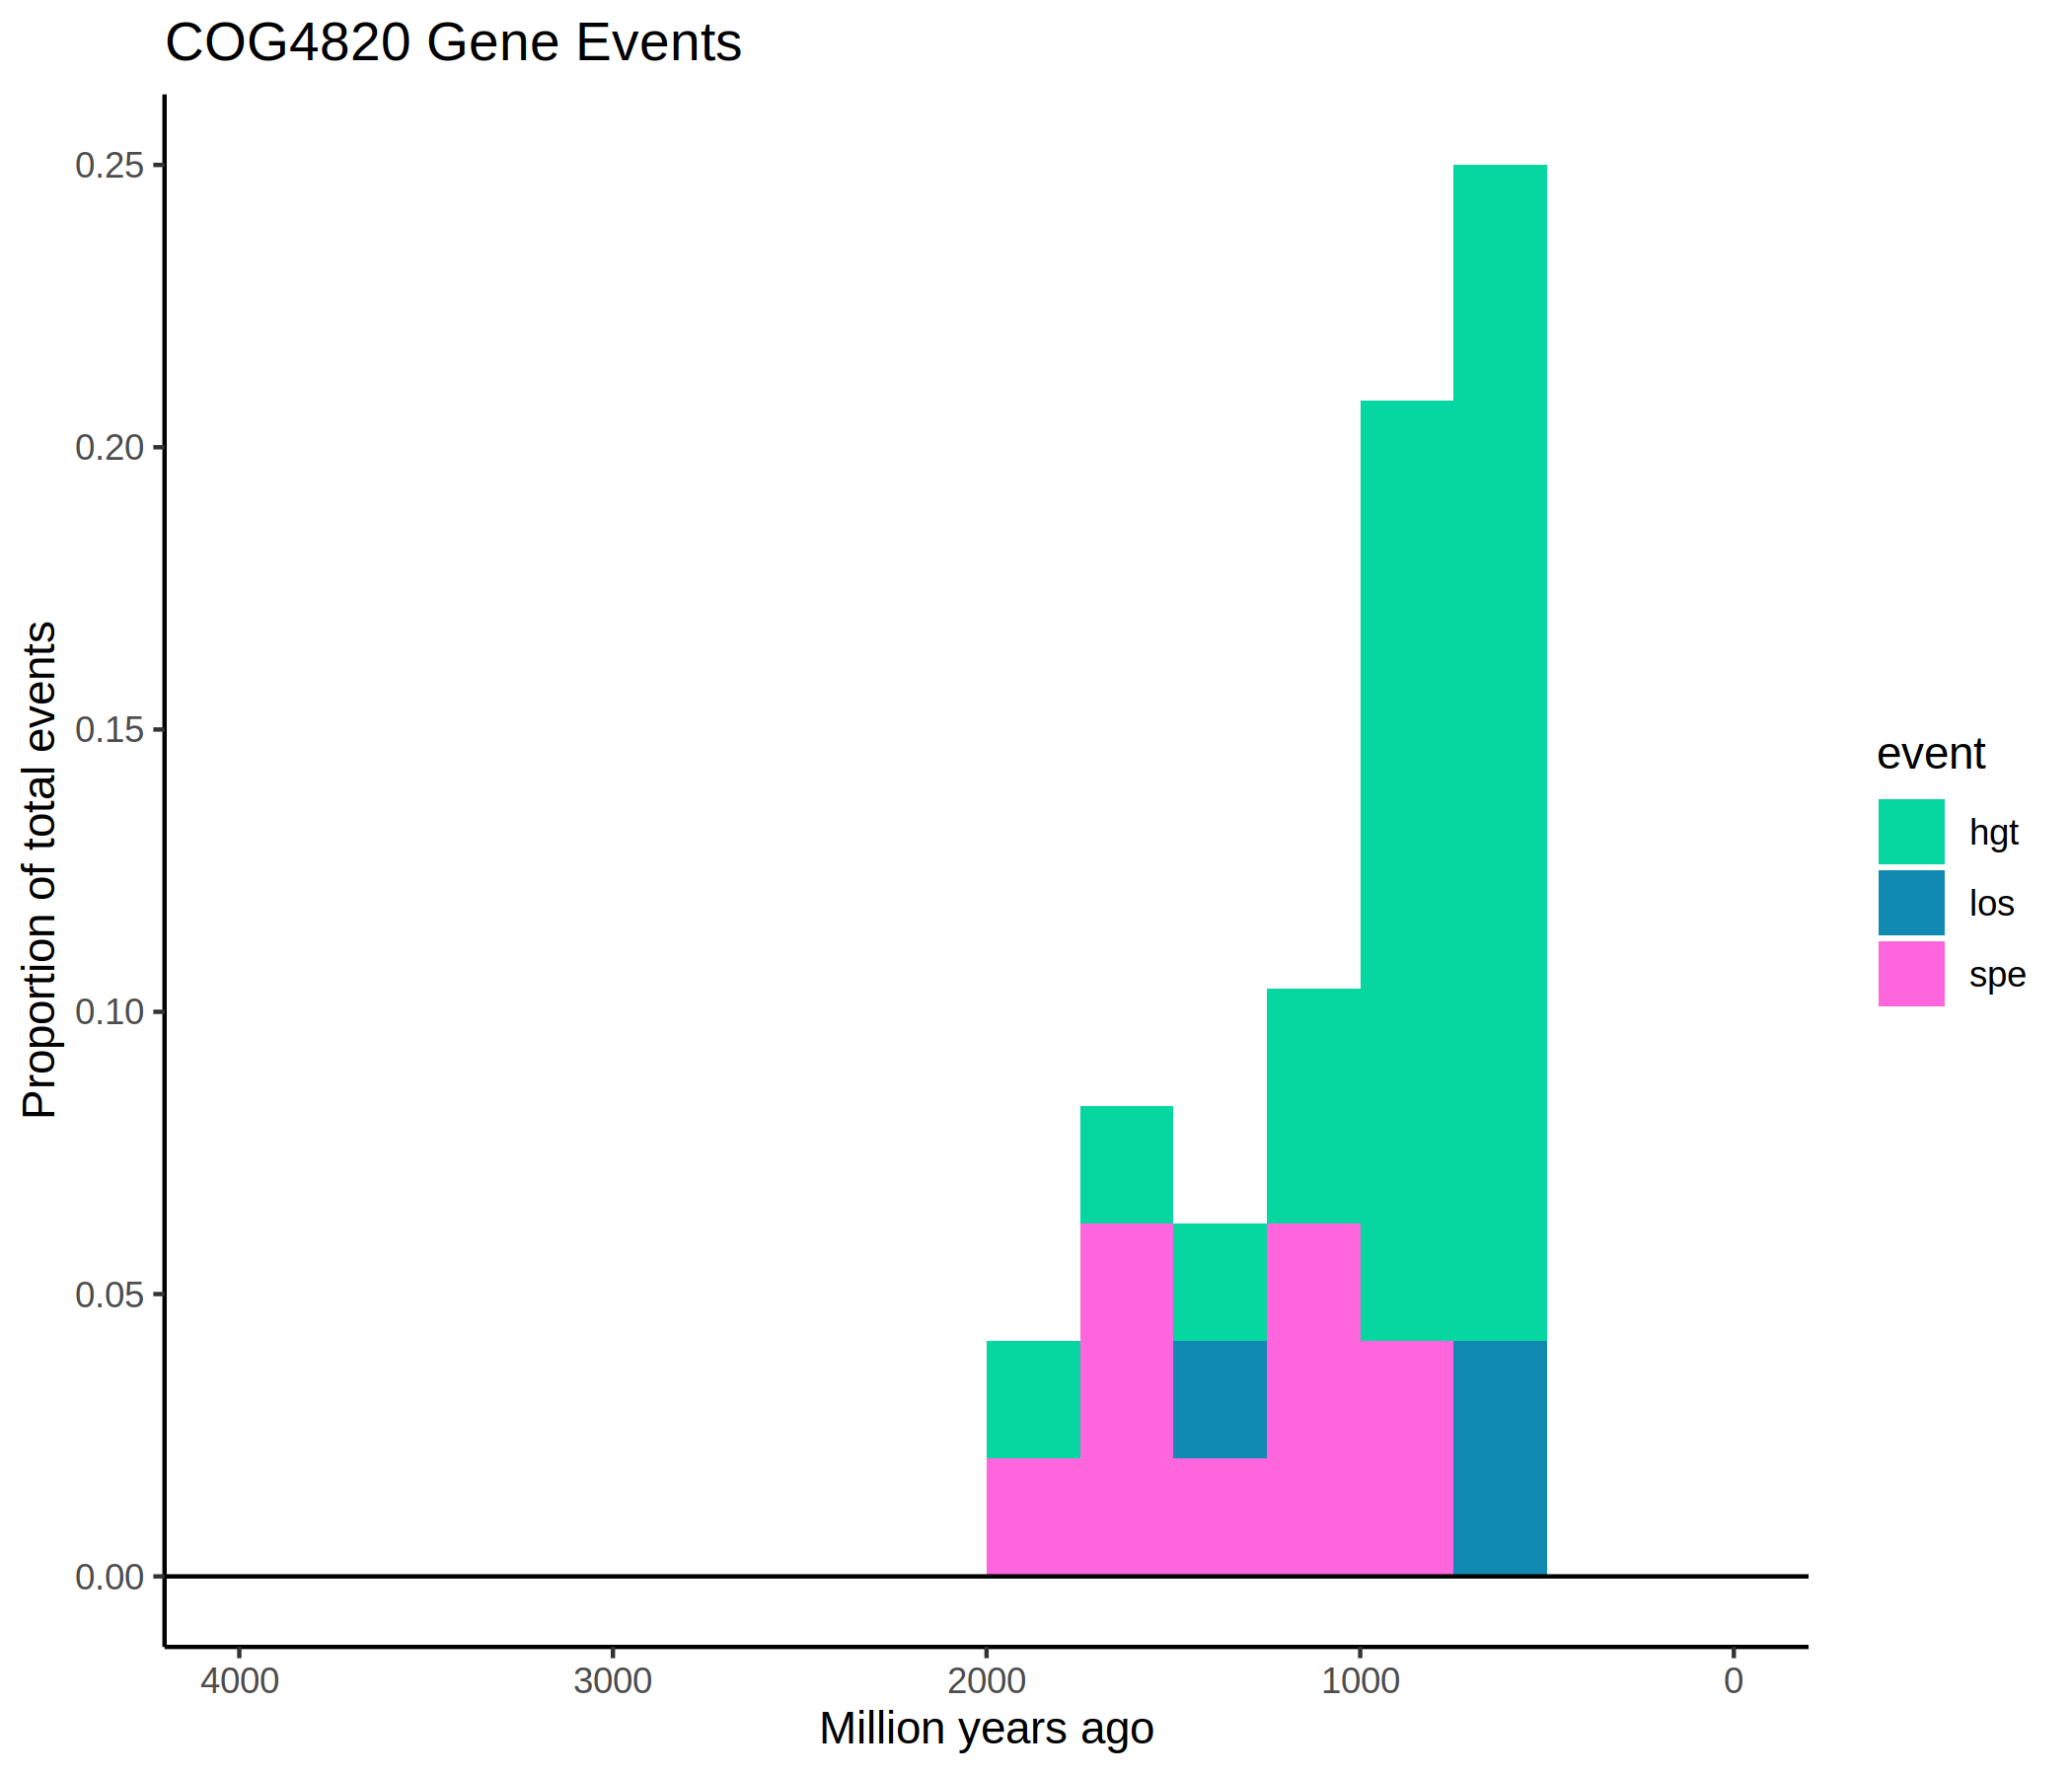 COG4820 Gene Events
Proportion of total events
0.25
0.20
0.15
0.10
0.05
0.00
4000 3000 2000 1000 0
Million years ago
event
hgt
los
spe